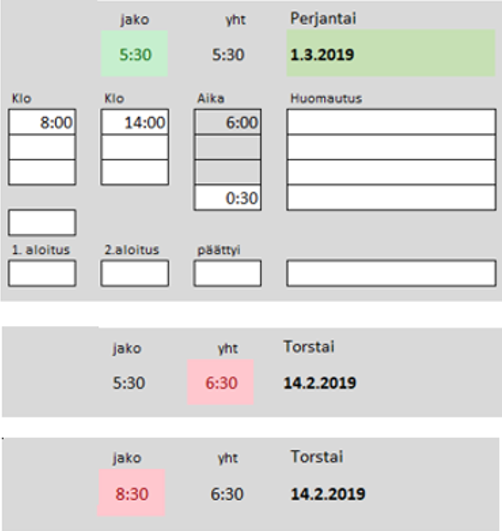 jako yht Perjantai
5:30 5:30 1.3.2019
Klo Klo Aika Huomautus
8:00 14:00 6:00
0:30
1. aloitus 2.aloitus päättyi
jako yht Torstai
5:30 6:30 14.2.2019
jako yht Torstai
8:30 6:30 14.2.2019